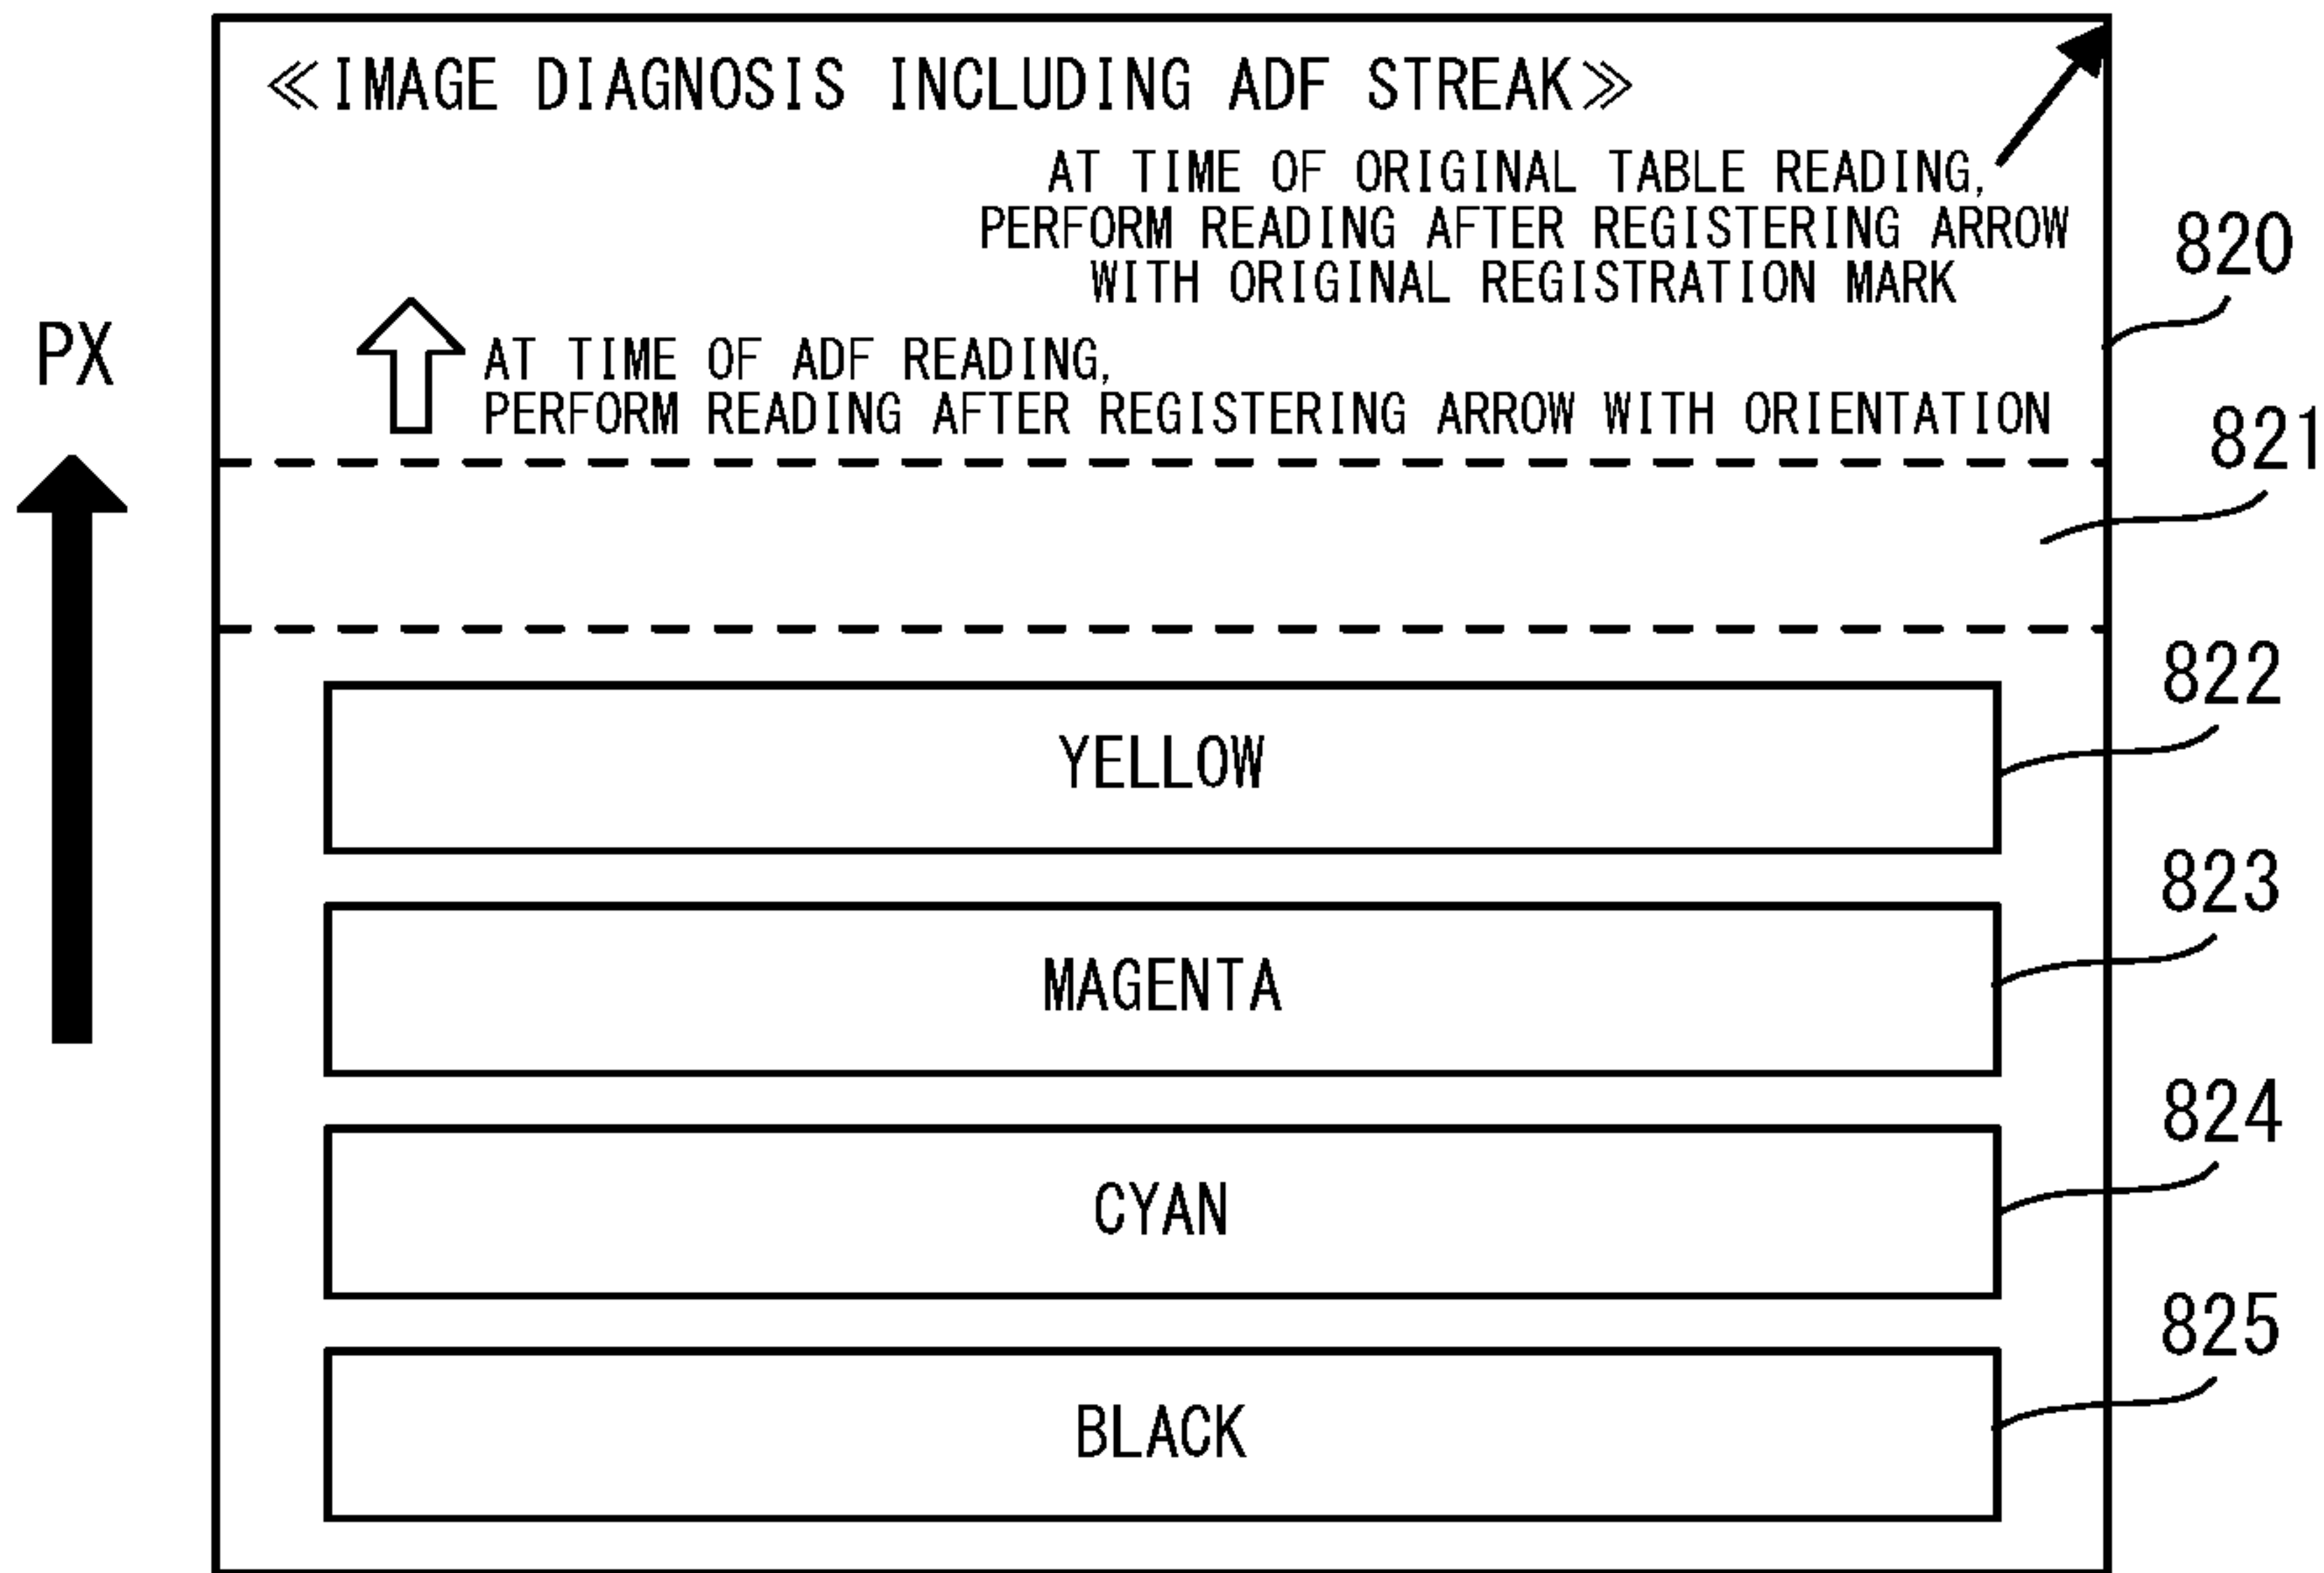 ≪IMAGE DIAGNOSIS INCLUDING ADF STREAK≫
AT TIME OF ORIGINAL TABLE READING,
PERFORM READING AFTER REGISTERING ARROW
WITH ORIGINAL REGISTRATION MARK
820
PX
AT TIME OF ADF READING,
PERFORM READING AFTER REGISTERING ARROW WITH ORIENTATION
821
822
YELLOW
823
MAGENTA
824
CYAN
825
BLACK